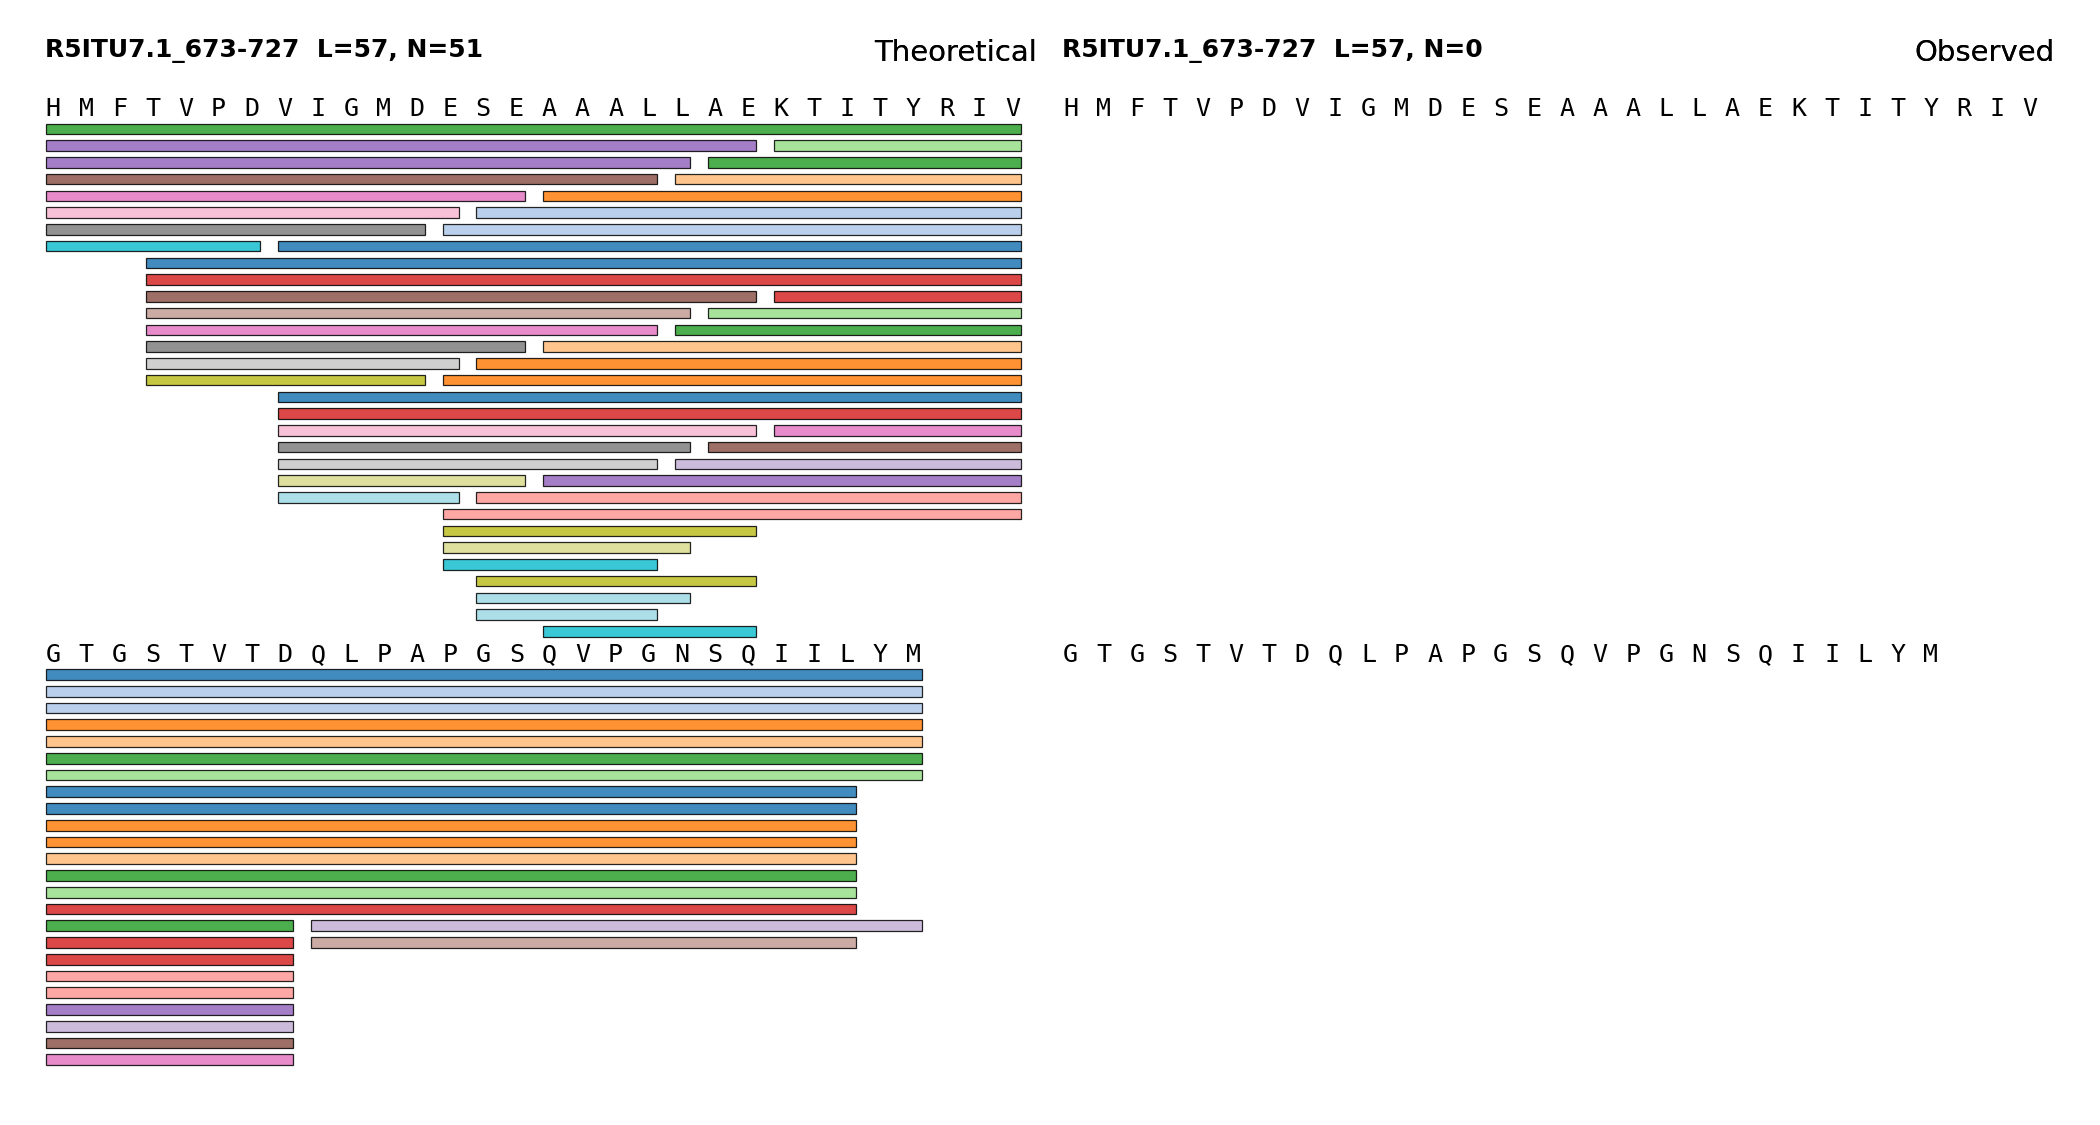 R5ITU7.1_673-727 L=57, N=51 Theoretical
H M F T V P D V I G M D E S E A A A L L A E K T I T Y R I V
G T G S T V T D Q L P A P G S Q V P G N S Q I I L Y M
R5ITU7.1_673-727 L=57, N=0 Observed
H M F T V P D V I G M D E S E A A A L L A E K T I T Y R I V
G T G S T V T D Q L P A P G S Q V P G N S Q I I L Y M